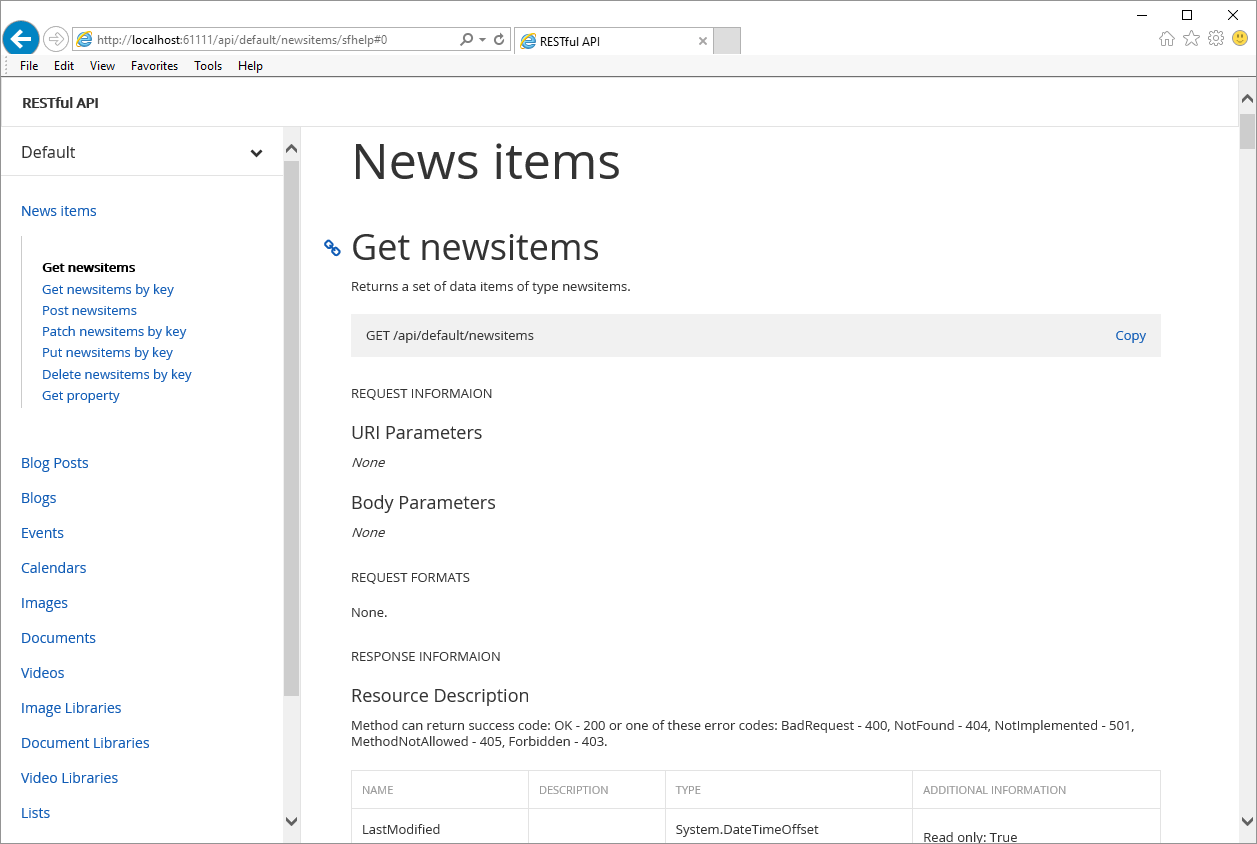 http://localhost:61111/api/default/newsitems/sfhelp#0
RESTful API
File Edit View Favorites Tools Help
RESTful API
Default
News items
Get newsitems
Get newsitems by key
Post newsitems
Patch newsitems by key
Put newsitems by key
Delete newsitems by key
Get property
Blog Posts
Blogs
Events
Calendars
Images
Documents
Videos
Image Libraries
Document Libraries
Video Libraries
Lists
News items
Get newsitems
Returns a set of data items of type newsitems.
GET /api/default/newsitems Copy
REQUEST INFORMAION
URI Parameters
None
Body Parameters
None
REQUEST FORMATS
None.
RESPONSE INFORMAION
Resource Description
Method can return success code: OK - 200 or one of these error codes: BadRequest - 400, NotFound - 404, NotImplemented - 501,
MethodNotAllowed - 405, Forbidden - 403.
NAME DESCRIPTION TYPE ADDITIONAL INFORMATION
LastModified System.DateTimeOffset Read only: True